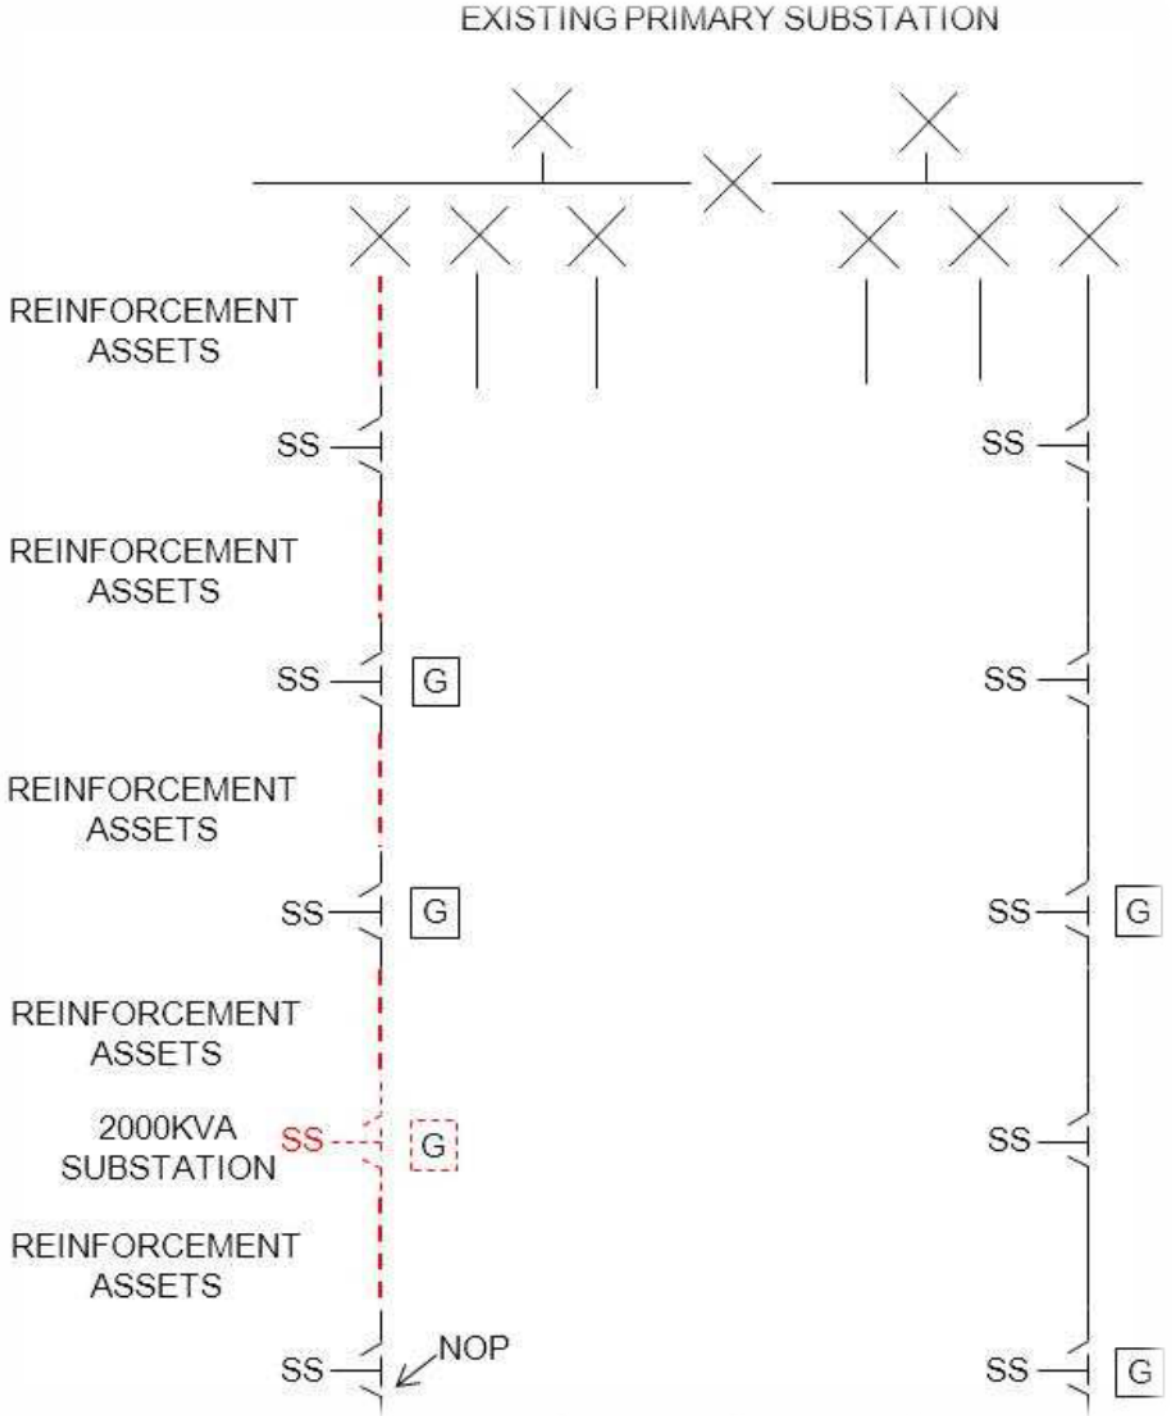 EXISTING PRIMARY SUBSTATION
REINFORCEMENT
ASSETS
SS
SS
REINFORCEMENT
ASSETS
SS
G
SS
REINFORCEMENT
ASSETS
SS
G
SS
G
REINFORCEMENT
ASSETS
2000KVA
SUBSTATION
SS
G
SS
REINFORCEMENT
ASSETS
NOP
SS
SS
G